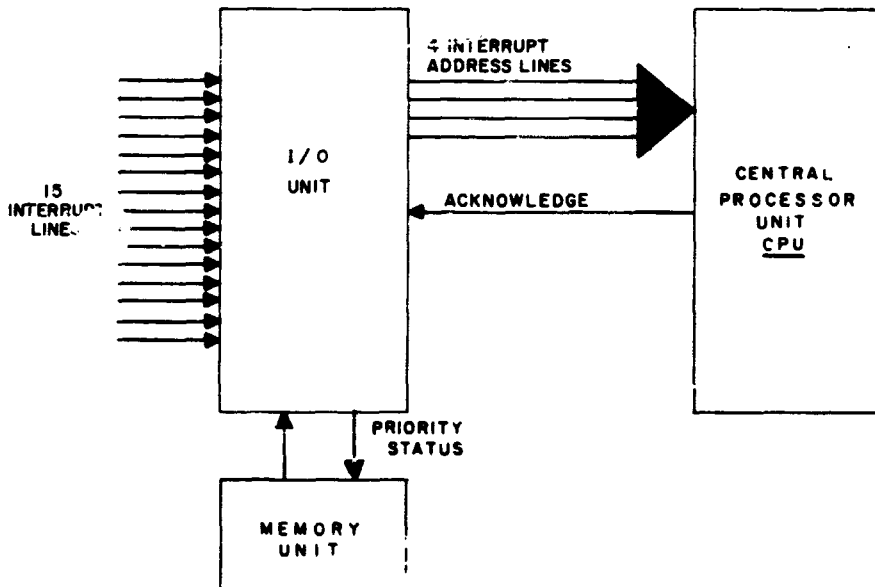 4 INTERRUPT
ADDRESS LINES
I/O
UNIT
15
INTERRUPT
LINES
ACKNOWLEDGE
CENTRAL
PROCESSOR
UNIT
CPU
PRIORITY
STATUS
MEMORY
UNIT